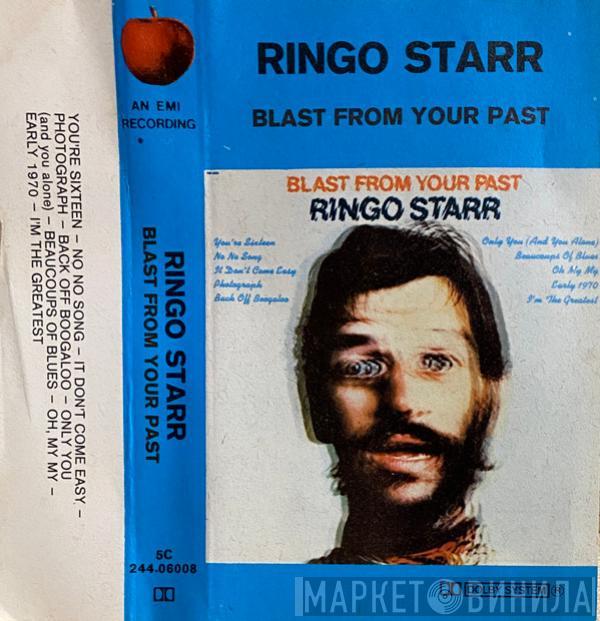 YOU'RE SIXTEEN – NO NO SONG – IT DON'T COME EASY –
PHOTOGRAPH – BACK OFF BOOGALOO – ONLY YOU
(and you alone) – BEAUCOUPS OF BLUES – OH, MY MY –
EARLY 1970 – I'M THE GREATEST
AN EMI
RECORDING
RINGO STARR
BLAST FROM YOUR PAST
5C
244-06008
RINGO STARR
BLAST FROM YOUR PAST
BLAST FROM YOUR PAST
RINGO STARR
You're Sixteen
No No Song
It Don't Come Easy
Photograph
Back Off Boogaloo
Only You (And You Alone)
Beaucoups Of Blues
Oh My My
Early 1970
I'm The Greatest
DOLBY SYSTEM ®
МАРКЕТ ВИНИЛА